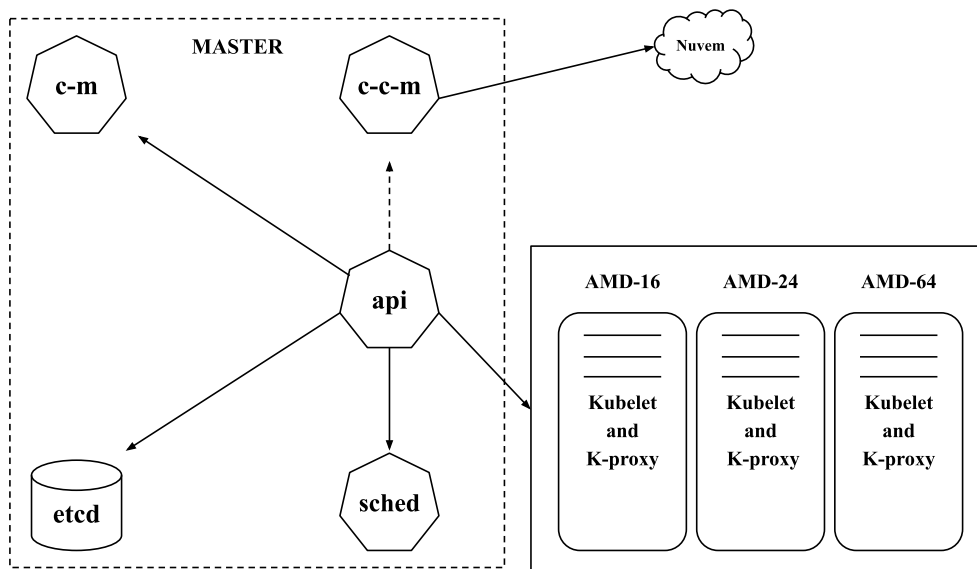 MASTER
c-m
c-c-m
Nuvem
api
etcd
sched
AMD-16
AMD-24
AMD-64
Kubelet
and
K-proxy
Kubelet
and
K-proxy
Kubelet
and
K-proxy